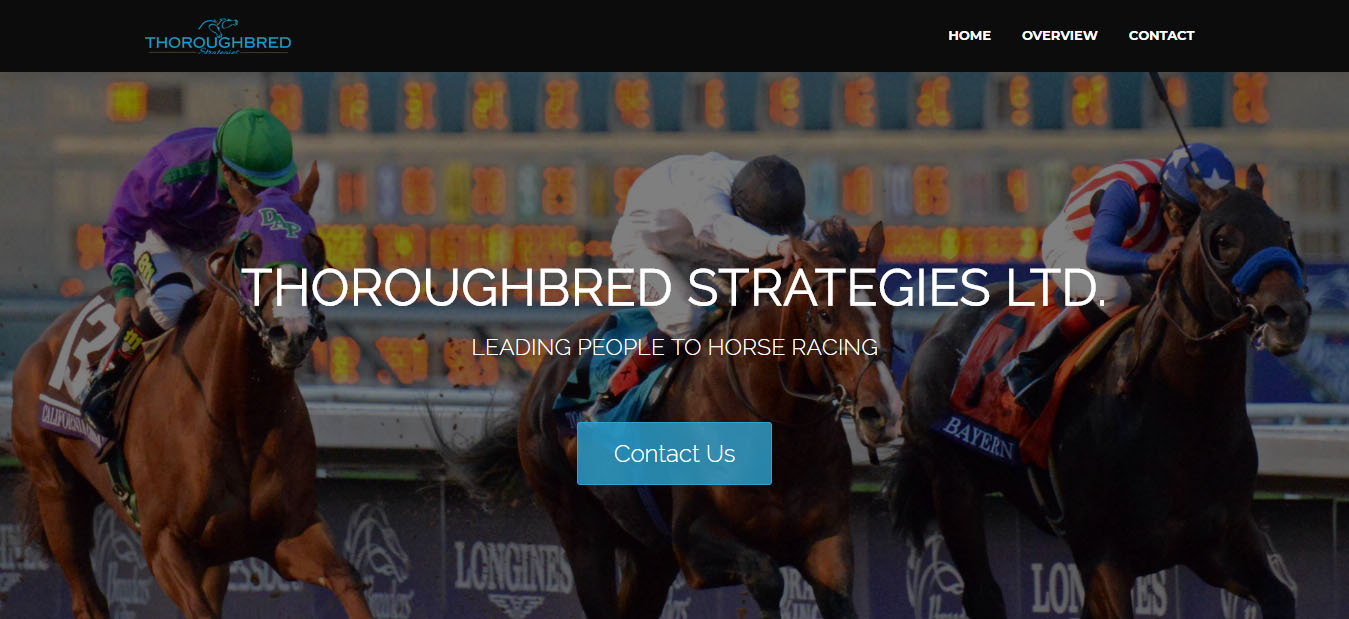 THOROUGHBRED
Strategies
HOME OVERVIEW CONTACT
DAP
THOROUGHBRED STRATEGIES LTD.
LEADING PEOPLE TO HORSE RACING
13
7
CALIFORNIA
BAYERN
Contact Us
LONGINES